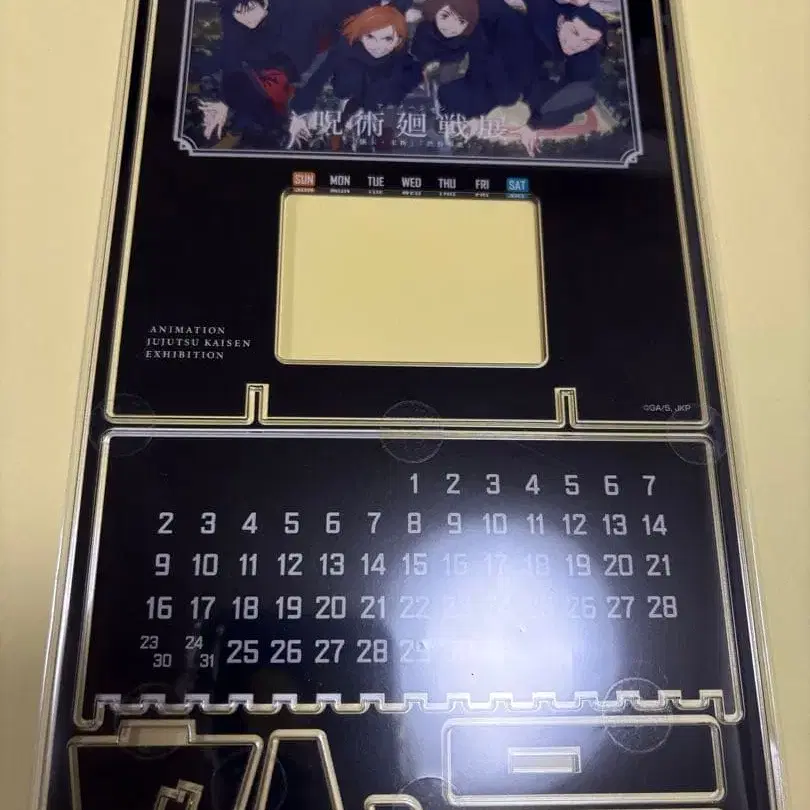 呪術廻戦展
SUN MON TUE WED THU FRI SAT
ANIMATION
JUJUTSU KAISEN
EXHIBITION
©GA/S, JKP
1 2 3 4 5 6 7
2 3 4 5 6 7 8 9 10 11 12 13 14
9 10 11 12 13 14 15 16 17 18 19 20 21
16 17 18 19 20 21 22 26 27 28
23 30 24 31 25 26 27 28 29